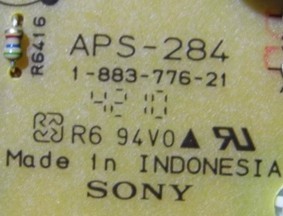 R6416
APS-284
1-883-776-21
R6 94V0
Made in INDONESIA
SONY